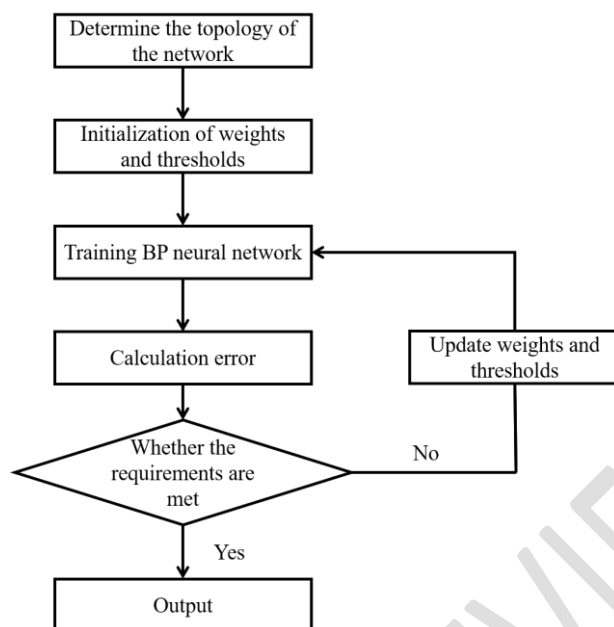 Determine the topology of
the network
Initialization of weights
and thresholds
Training BP neural network
Calculation error
Update weights and
thresholds
Whether the
requirements are
met
No
Yes
Output